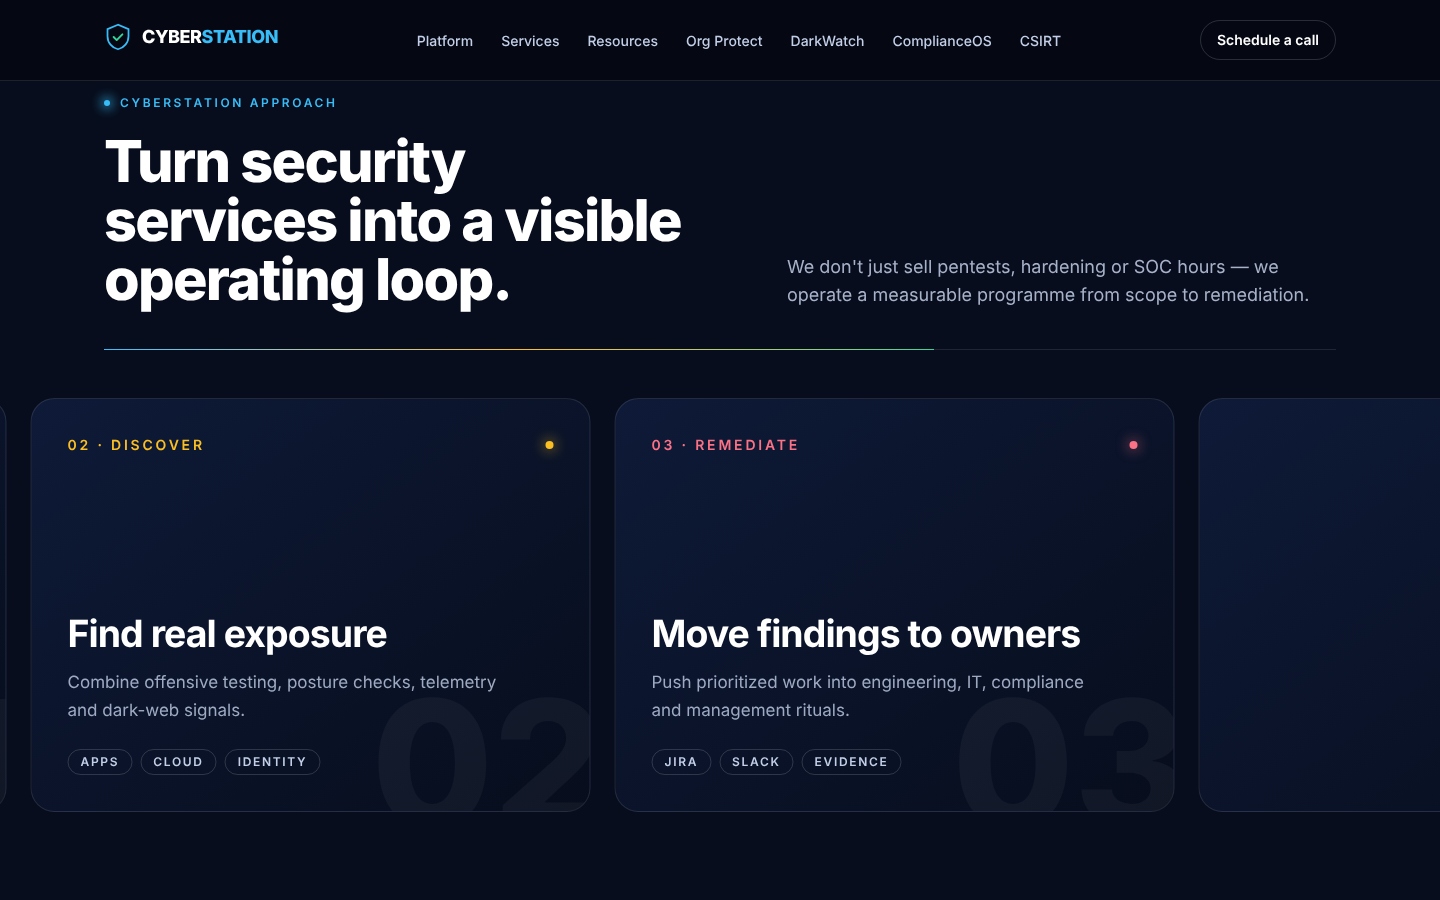 CYBERSTATION
Platform
Services
Resources
Org Protect
DarkWatch
ComplianceOS
CSIRT
Schedule a call
CYBERSTATION APPROACH
Turn security
services into a visible
operating loop.
We don't just sell pentests, hardening or SOC hours — we
operate a measurable programme from scope to remediation.
02 · DISCOVER
Find real exposure
Combine offensive testing, posture checks, telemetry
and dark-web signals.
APPS
CLOUD
IDENTITY
02
03 · REMEDIATE
Move findings to owners
Push prioritized work into engineering, IT, compliance
and management rituals.
JIRA
SLACK
EVIDENCE
03